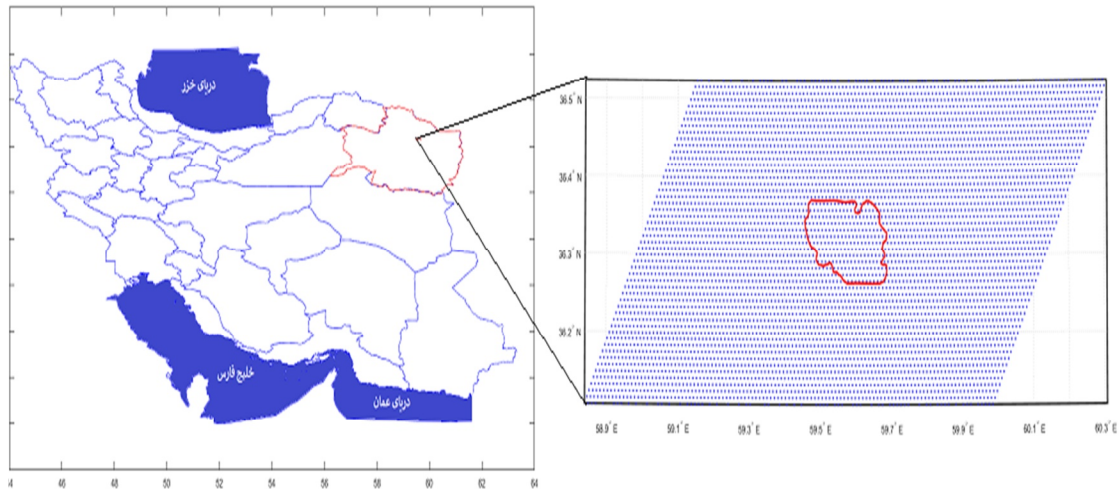 دریای خزر
خلیج فارس
دریای عمان
44 46 48 50 52 54 56 58 60 62 64
36.5° N
36.4° N
36.3° N
36.2° N
58.9° E 59.1° E 59.3° E 59.5° E 59.7° E 59.9° E 60.1° E 60.3° E